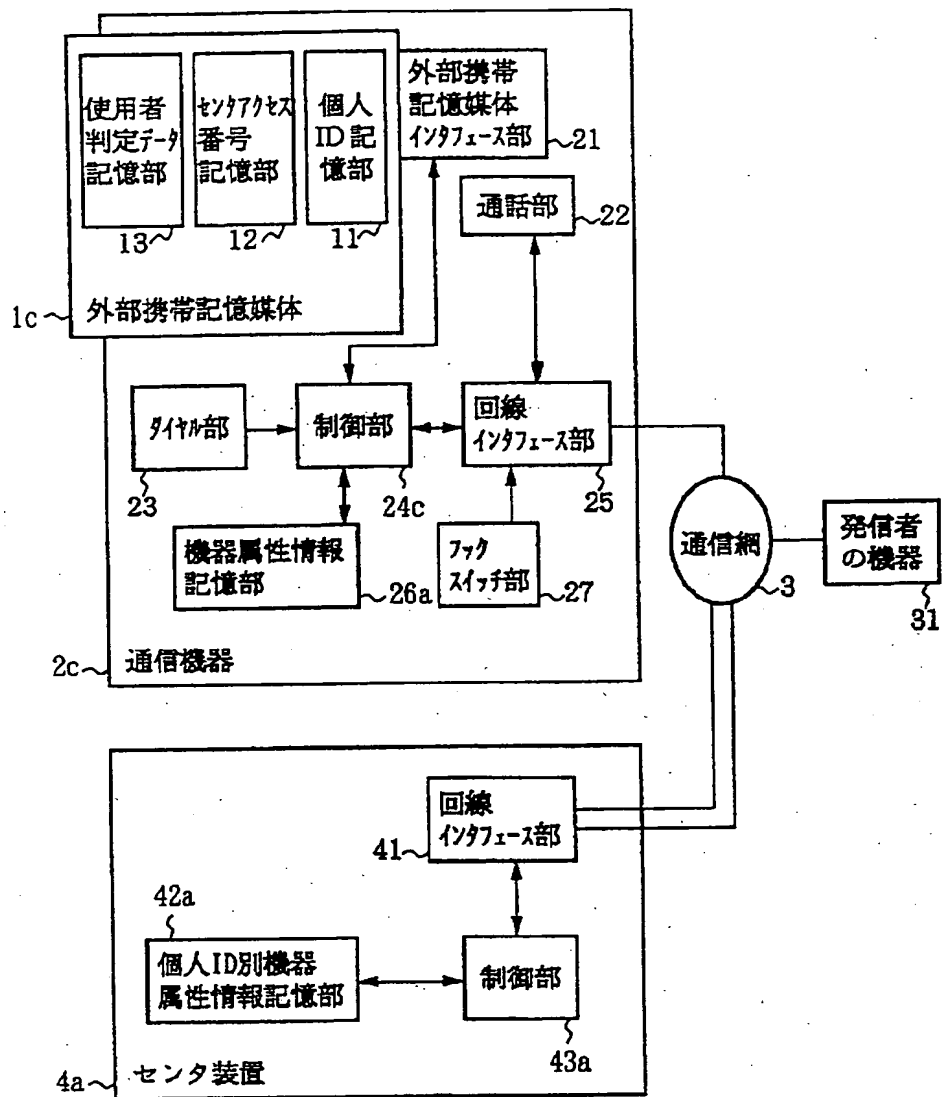 使用者
判定データ
記憶部
13
センタアクセス
番号
記憶部
12
個人
ID記
憶部
11
外部携帯
記憶媒体
インタフェース部
21
通話部
22
1c
外部携帯記憶媒体
ダイヤル部
23
制御部
24c
回線
インタフェース部
25
機器属性情報
記憶部
26a
フック
スイッチ部
27
通信網
3
発信者
の機器
31
2c
通信機器
回線
インタフェース部
41
42a
個人ID別機器
属性情報記憶部
制御部
43a
4a
センタ装置